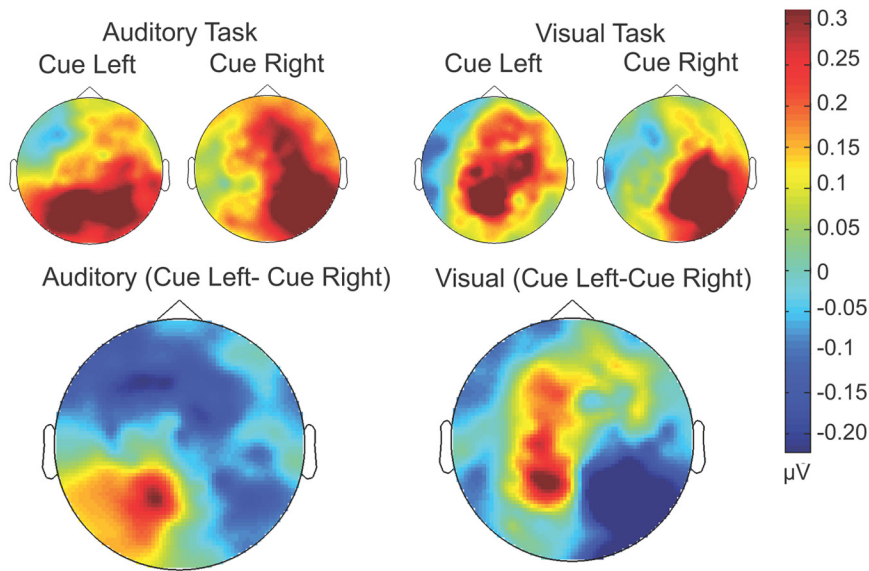 Auditory Task
Visual Task
Cue Left
Cue Right
Cue Left
Cue Right
Auditory (Cue Left- Cue Right)
Visual (Cue Left-Cue Right)
0.3
0.25
0.2
0.15
0.1
0.05
0
-0.05
-0.1
-0.15
-0.20
µV